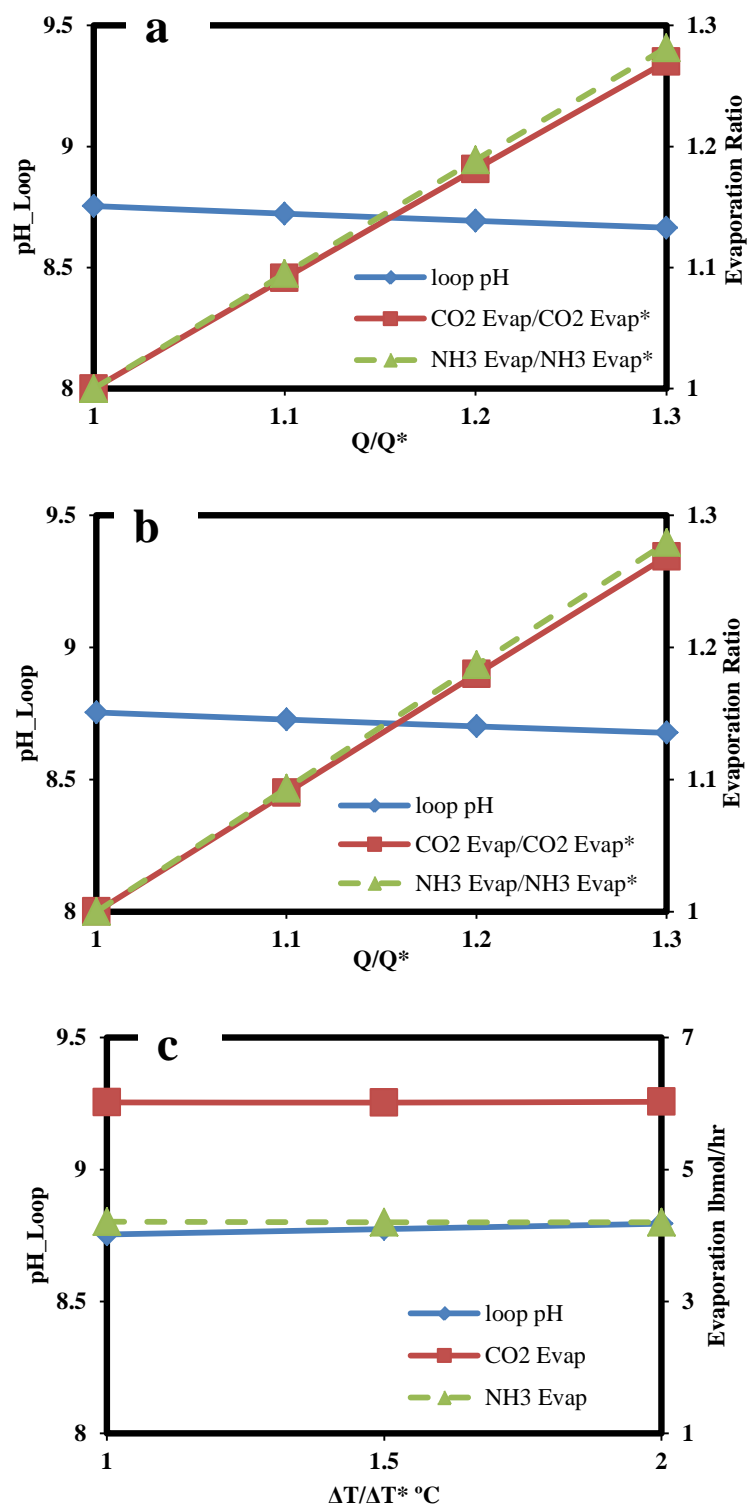 a
9.5
9
8.5
8
pH_Loop
1.3
1.2
1.1
1
Evaporation Ratio
loop pH
CO2 Evap/CO2 Evap*
NH3 Evap/NH3 Evap*
1 1.1 1.2 1.3
Q/Q*
b
9.5
9
8.5
8
pH_Loop
1.3
1.2
1.1
1
Evaporation Ratio
loop pH
CO2 Evap/CO2 Evap*
NH3 Evap/NH3 Evap*
1 1.1 1.2 1.3
Q/Q*
c
9.5
9
8.5
8
pH_Loop
7
5
3
1
Evaporation lbmol/hr
loop pH
CO2 Evap
NH3 Evap
1 1.5 2
ΔT/ΔT* ºC